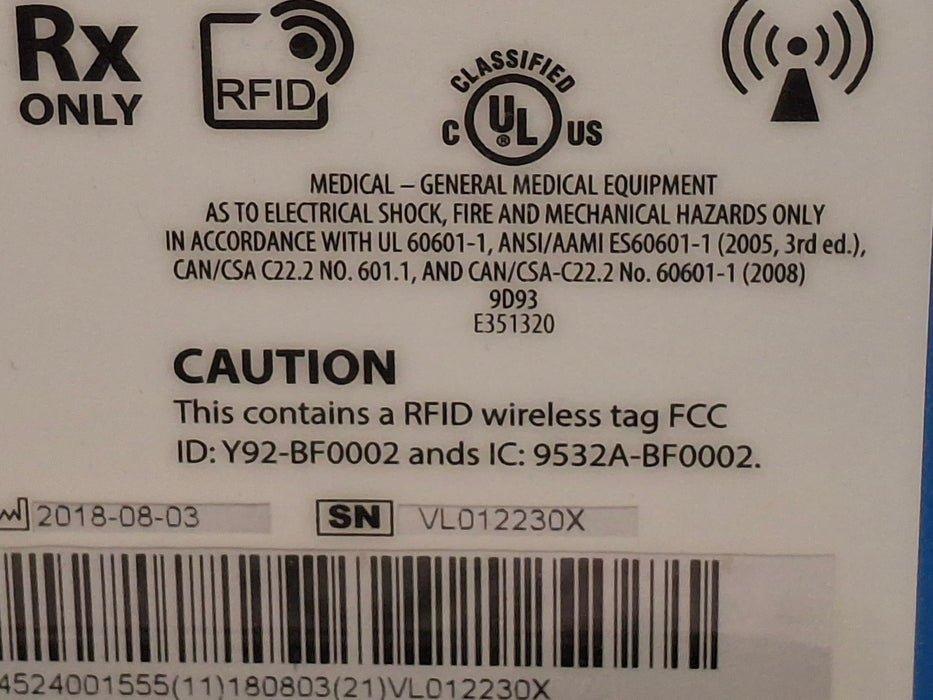 Rx
ONLY
RFID
CLASSIFIED
C UL® US
MEDICAL – GENERAL MEDICAL EQUIPMENT
AS TO ELECTRICAL SHOCK, FIRE AND MECHANICAL HAZARDS ONLY
IN ACCORDANCE WITH UL 60601-1, ANSI/AAMI ES60601-1 (2005, 3rd ed.),
CAN/CSA C22.2 NO. 601.1, AND CAN/CSA-C22.2 No. 60601-1 (2008)
9D93
E351320
CAUTION
This contains a RFID wireless tag FCC
ID: Y92-BF0002 ands IC: 9532A-BF0002.
2018-08-03 SN VL012230X
4524001555(11)180803(21)VL012230X